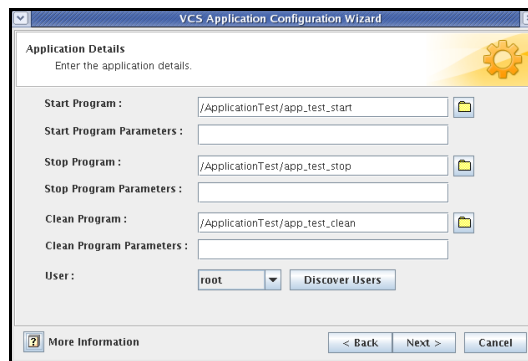 VCS Application Configuration Wizard
Application Details
Enter the application details.
Start Program :
/ApplicationTest/app_test_start
Start Program Parameters :
Stop Program :
/ApplicationTest/app_test_stop
Stop Program Parameters :
Clean Program :
/ApplicationTest/app_test_clean
Clean Program Parameters :
User :
root
Discover Users
? More Information
< Back
Next >
Cancel